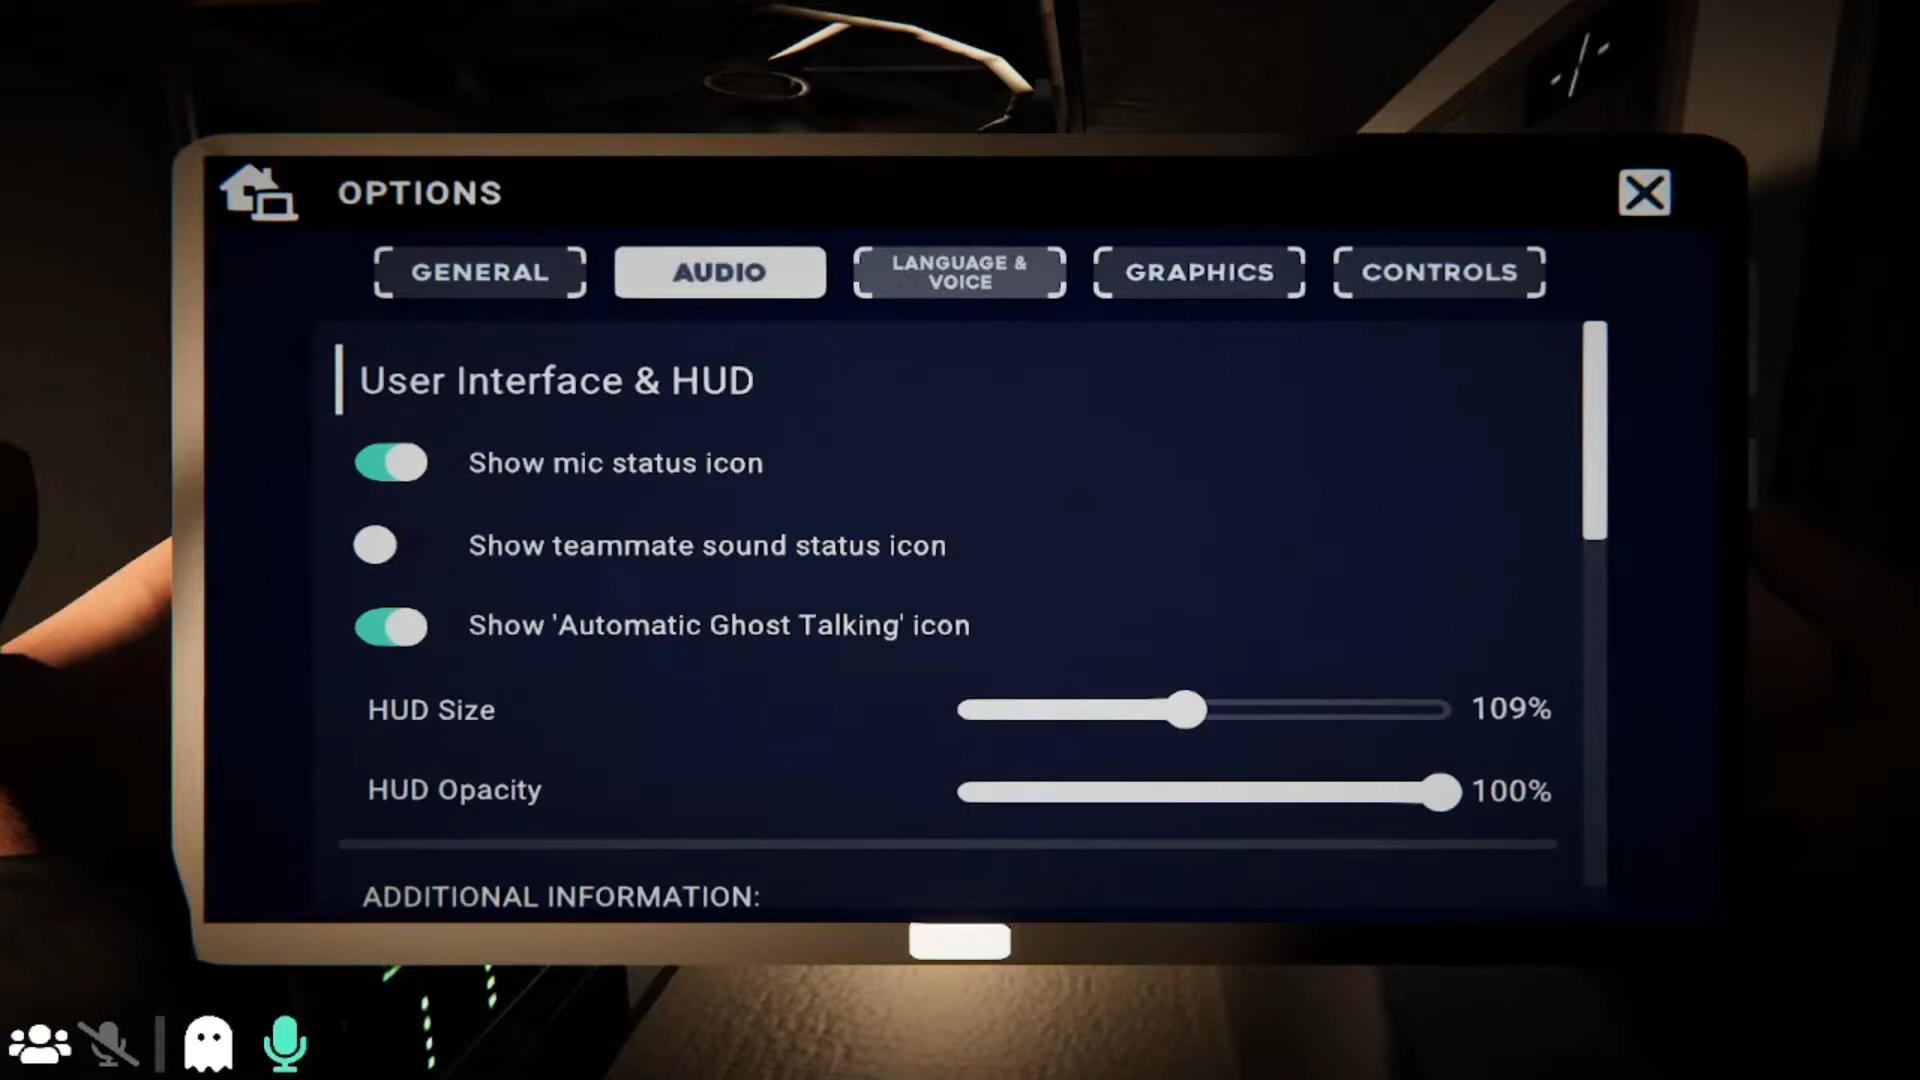 OPTIONS
GENERAL
AUDIO
LANGUAGE &
VOICE
GRAPHICS
CONTROLS
User Interface & HUD
Show mic status icon
Show teammate sound status icon
Show 'Automatic Ghost Talking' icon
HUD Size
109%
HUD Opacity
100%
ADDITIONAL INFORMATION: